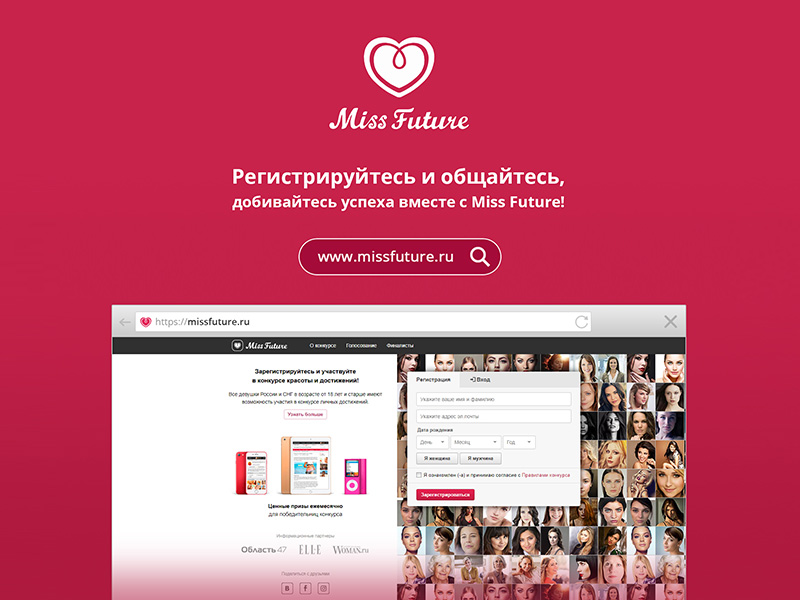 Miss Future
Регистрируйтесь и общайтесь,
добивайтесь успеха вместе с Miss Future!
www.missfuture.ru
https://missfuture.ru
Miss Future
О конкурсе Голосование Финалисты
Зарегистрируйтесь и участвуйте
в конкурсе красоты и достижений!
Все девушки России и СНГ в возрасте от 18 лет и старше имеют
возможность участия в конкурсе личных достижений.
Узнать больше
Ценные призы ежемесячно
для победительниц конкурса
Информационные партнеры
Область 47 ELLE WOMAN.ru
Поделиться с друзьями
Регистрация Вход
Укажите ваше имя и фамилию
Укажите адрес эл.почты
Дата рождения
День Месяц Год
Я женщина Я мужчина
Я ознакомлен (-а) и принимаю согласие с Правилами конкурса
Зарегистрироваться